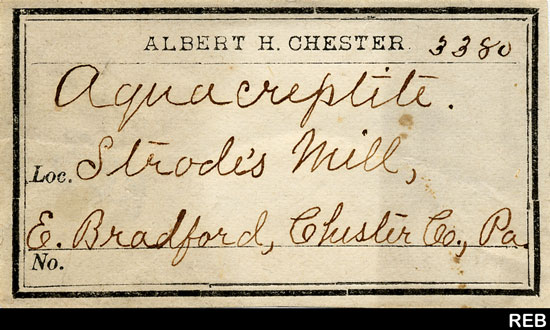 ALBERT H. CHESTER. 3380
Aquacreptite.
Loc. Strode's Mill,
E. Bradford, Chester Co., Pa.
No.
REB